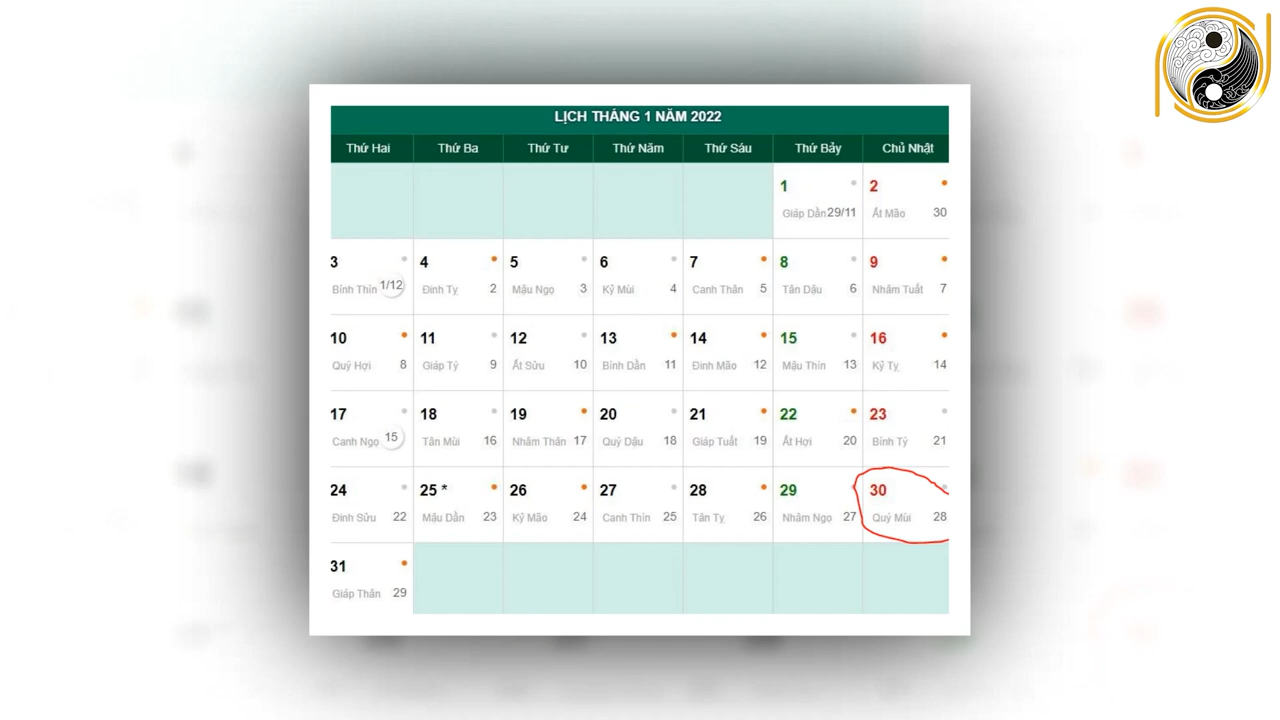 LỊCH THÁNG 1 NĂM 2022
Thứ Hai Thứ Ba Thứ Tư Thứ Năm Thứ Sáu Thứ Bảy Chủ Nhật
1 2
Giáp Dần 29/11 Ất Mão 30
3 4 5 6 7 8 9
Bính Thìn 1/12 Đinh Tỵ 2 Mậu Ngọ 3 Kỷ Mùi 4 Canh Thân 5 Tân Dậu 6 Nhâm Tuất 7
10 11 12 13 14 15 16
Quý Hợi 8 Giáp Tý 9 Ất Sửu 10 Bính Dần 11 Đinh Mão 12 Mậu Thìn 13 Kỷ Tỵ 14
17 18 19 20 21 22 23
Canh Ngọ 15 Tân Mùi 16 Nhâm Thân 17 Quý Dậu 18 Giáp Tuất 19 Ất Hợi 20 Bính Tý 21
24 25 * 26 27 28 29 30
Đinh Sửu 22 Mậu Dần 23 Kỷ Mão 24 Canh Thìn 25 Tân Tỵ 26 Nhâm Ngọ 27 Quý Mùi 28
31
Giáp Thân 29